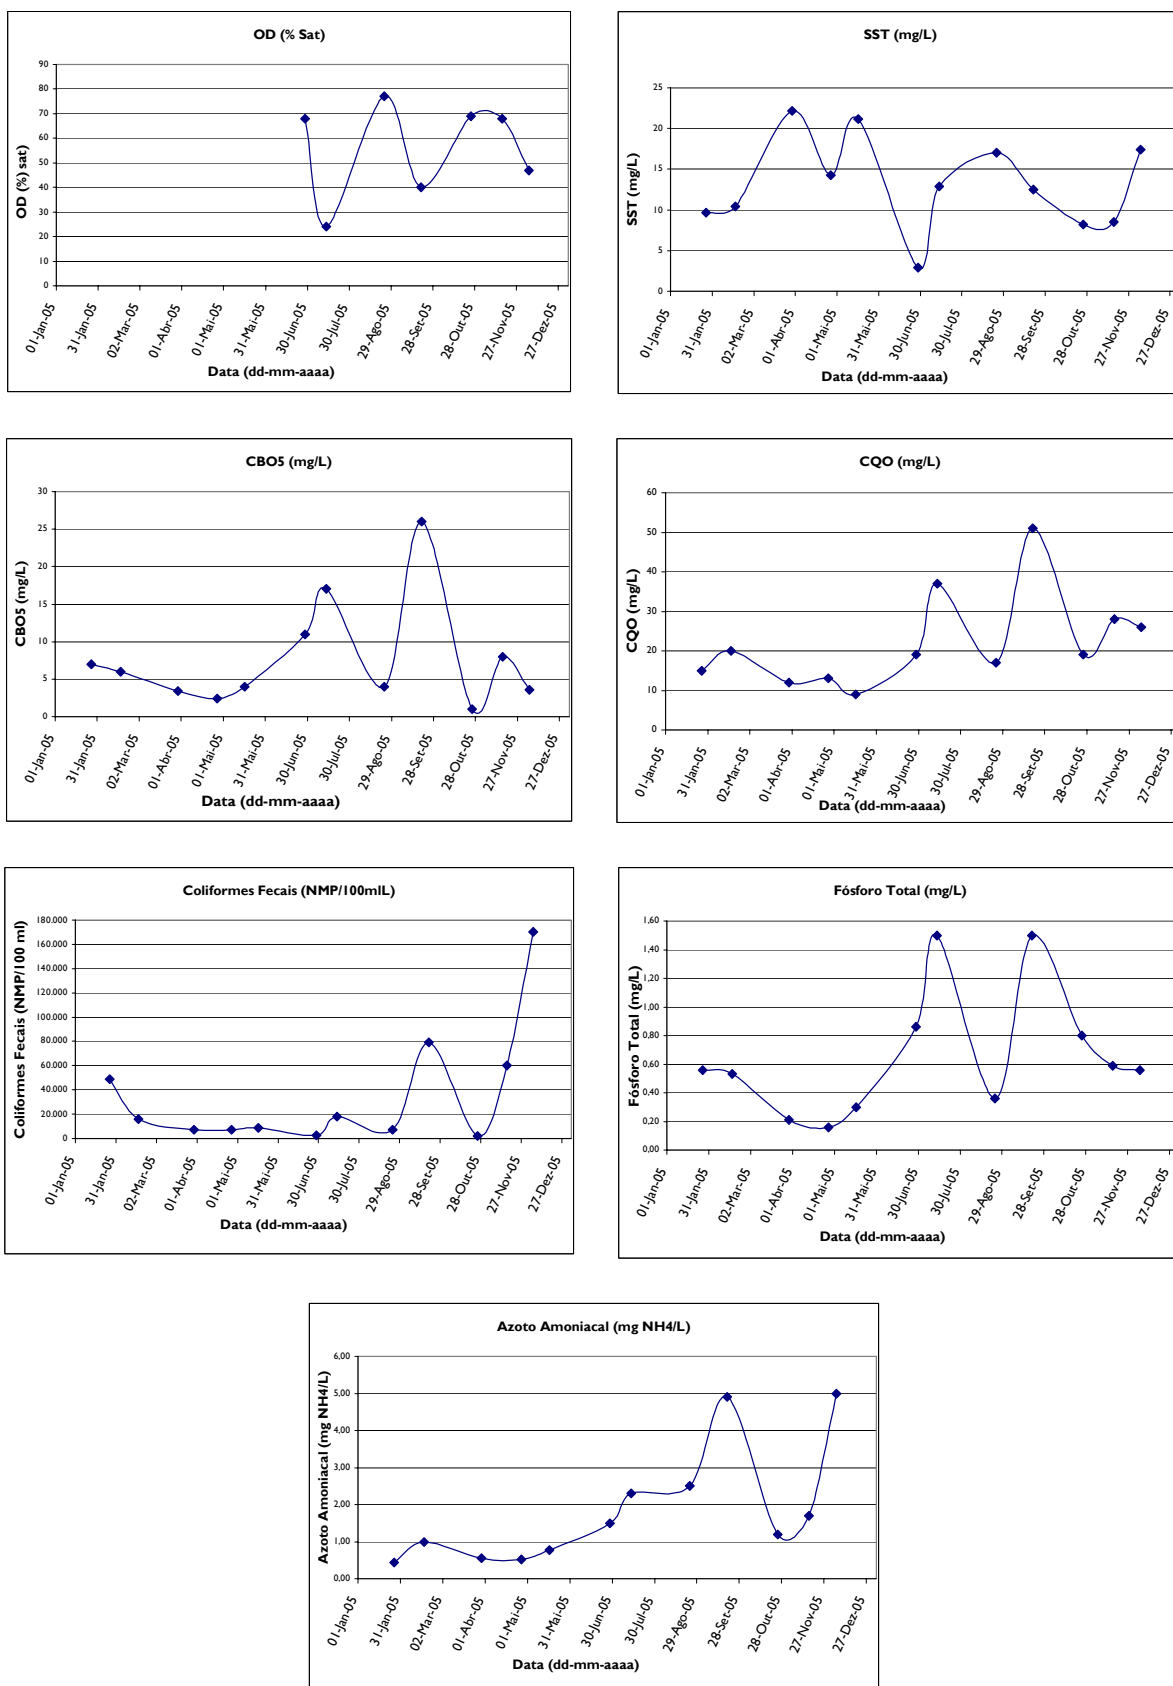 OD (% Sat)
OD (%) sat)
90
80
70
60
50
40
30
20
10
0
01-Jan-05
31-Jan-05
02-Mar-05
01-Abr-05
01-Mai-05
31-Mai-05
30-Jun-05
30-Jul-05
29-Ago-05
28-Set-05
28-Out-05
27-Nov-05
27-Dez-05
Data (dd-mm-aaaa)
SST (mg/L)
SST (mg/L)
25
20
15
10
5
0
01-Jan-05
31-Jan-05
02-Mar-05
01-Abr-05
01-Mai-05
31-Mai-05
30-Jun-05
30-Jul-05
29-Ago-05
28-Set-05
28-Out-05
27-Nov-05
27-Dez-05
Data (dd-mm-aaaa)
CBO5 (mg/L)
CBO5 (mg/L)
30
25
20
15
10
5
0
01-Jan-05
31-Jan-05
02-Mar-05
01-Abr-05
01-Mai-05
31-Mai-05
30-Jun-05
30-Jul-05
29-Ago-05
28-Set-05
28-Out-05
27-Nov-05
27-Dez-05
Data (dd-mm-aaaa)
CQO (mg/L)
CQO (mg/L)
60
50
40
30
20
10
0
01-Jan-05
31-Jan-05
02-Mar-05
01-Abr-05
01-Mai-05
31-Mai-05
30-Jun-05
30-Jul-05
29-Ago-05
28-Set-05
28-Out-05
27-Nov-05
27-Dez-05
Data (dd-mm-aaaa)
Coliformes Fecais (NMP/100mlL)
Coliformes Fecais (NMP/100 ml)
180.000
160.000
140.000
120.000
100.000
80.000
60.000
40.000
20.000
0
01-Jan-05
31-Jan-05
02-Mar-05
01-Abr-05
01-Mai-05
31-Mai-05
30-Jun-05
30-Jul-05
29-Ago-05
28-Set-05
28-Out-05
27-Nov-05
27-Dez-05
Data (dd-mm-aaaa)
Fósforo Total (mg/L)
Fósforo Total (mg/L)
1,60
1,40
1,20
1,00
0,80
0,60
0,40
0,20
0,00
01-Jan-05
31-Jan-05
02-Mar-05
01-Abr-05
01-Mai-05
31-Mai-05
30-Jun-05
30-Jul-05
29-Ago-05
28-Set-05
28-Out-05
27-Nov-05
27-Dez-05
Data (dd-mm-aaaa)
Azoto Amoniacal (mg NH4/L)
Azoto Amoniacal (mg NH4/L)
6,00
5,00
4,00
3,00
2,00
1,00
0,00
01-Jan-05
31-Jan-05
02-Mar-05
01-Abr-05
01-Mai-05
31-Mai-05
30-Jun-05
30-Jul-05
29-Ago-05
28-Set-05
28-Out-05
27-Nov-05
27-Dez-05
Data (dd-mm-aaaa)